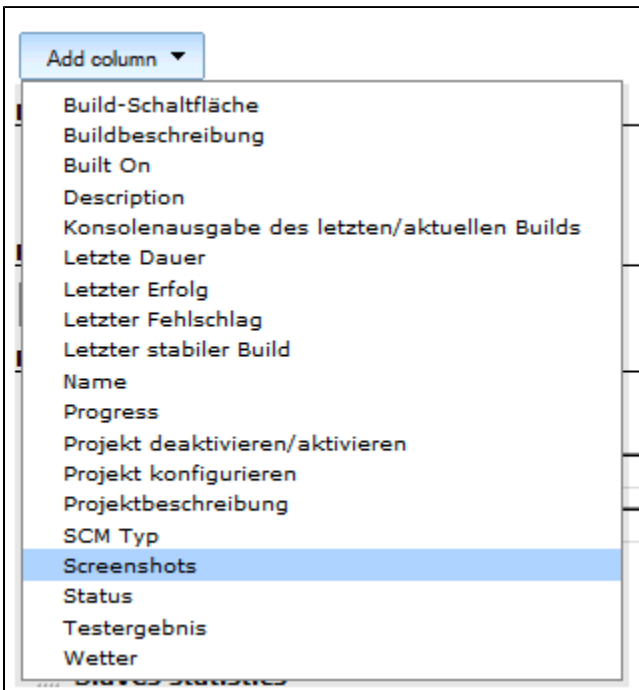 Add column
Build-Schaltfläche
Buildbeschreibung
Built On
Description
Konsolenausgabe des letzten/aktuellen Builds
Letzte Dauer
Letzter Erfolg
Letzter Fehlschlag
Letzter stabiler Build
Name
Progress
Projekt deaktivieren/aktivieren
Projekt konfigurieren
Projektbeschreibung
SCM Typ
Screenshots
Status
Testergebnis
Wetter